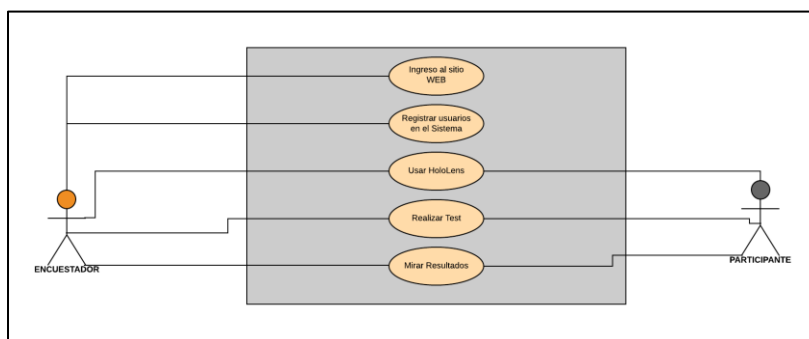 Ingreso al sitio
WEB
Registrar usuarios
en el Sistema
Usar HoloLens
Realizar Test
Mirar Resultados
ENCUESTADOR
PARTICIPANTE